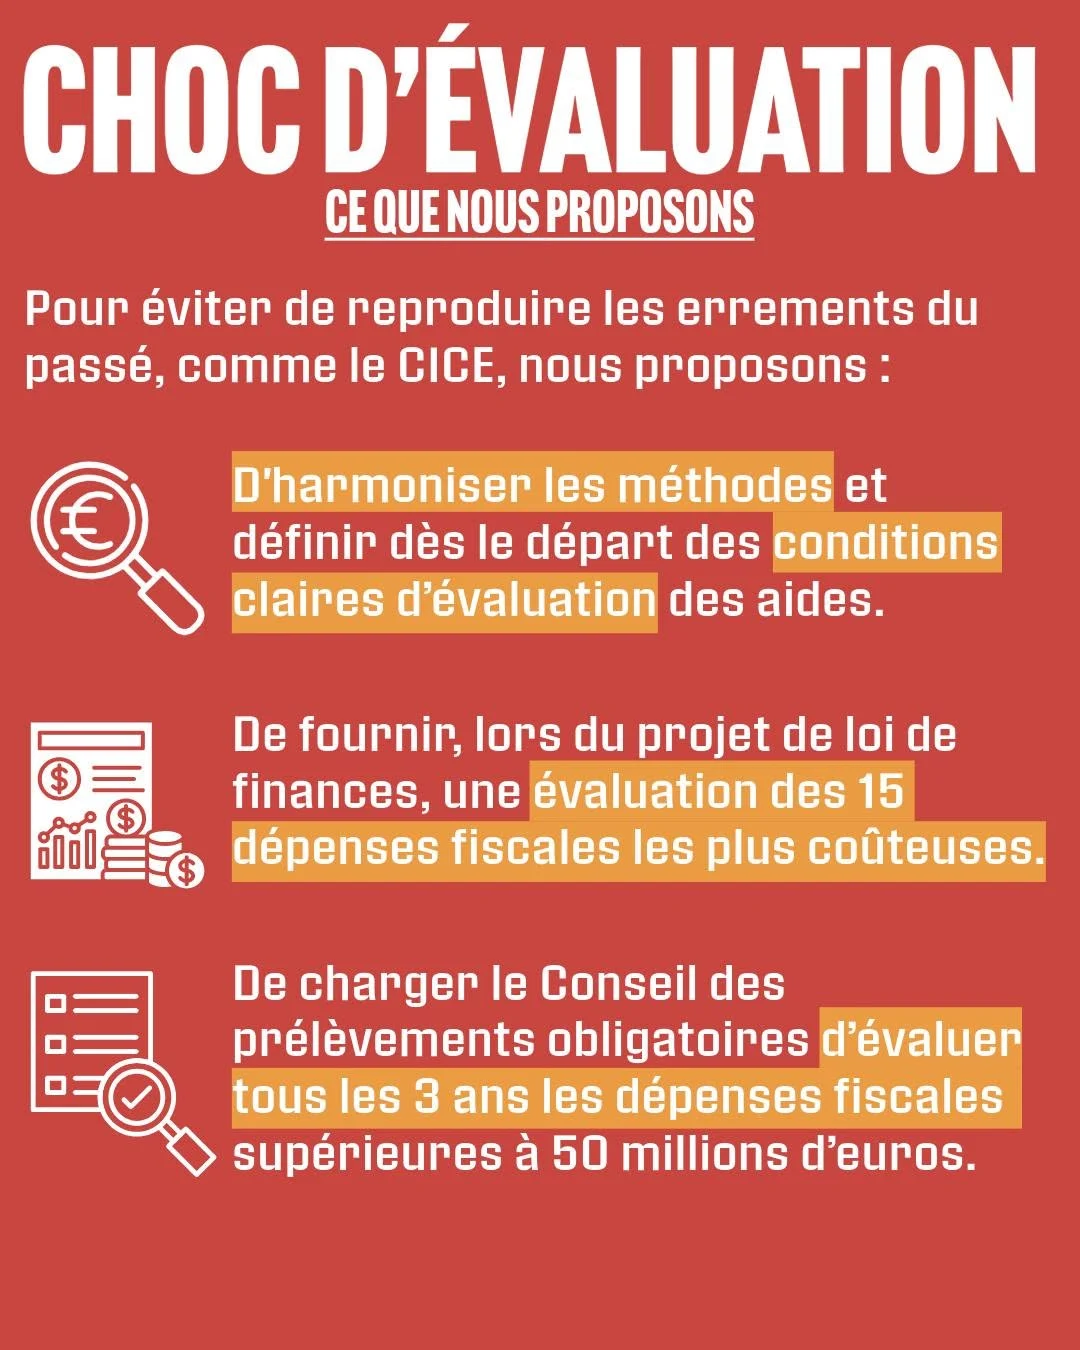 CHOC D’ÉVALUATION
CE QUE NOUS PROPOSONS
Pour éviter de reproduire les errements du
passé, comme le CICE, nous proposons :
D'harmoniser les méthodes et
définir dès le départ des conditions
claires d’évaluation des aides.
De fournir, lors du projet de loi de
finances, une évaluation des 15
dépenses fiscales les plus coûteuses.
De charger le Conseil des
prélèvements obligatoires d’évaluer
tous les 3 ans les dépenses fiscales
supérieures à 50 millions d’euros.